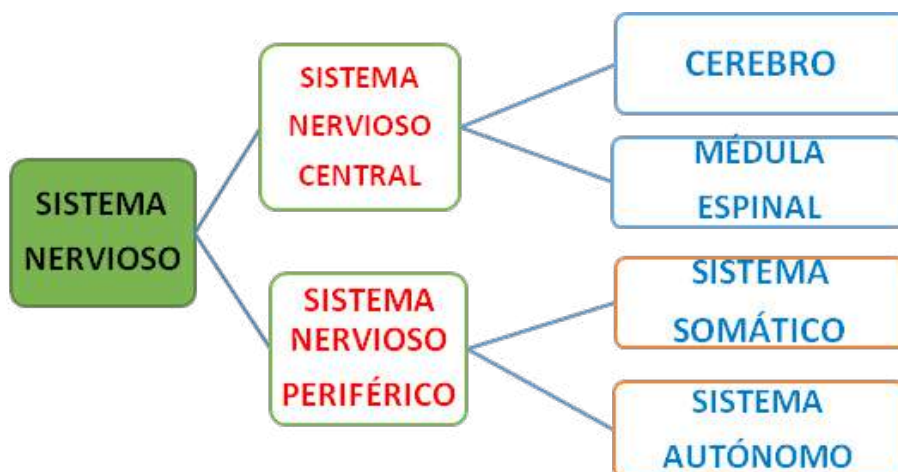 SISTEMA
NERVIOSO
SISTEMA
NERVIOSO
CENTRAL
CEREBRO
MÉDULA
ESPINAL
SISTEMA
NERVIOSO
PERIFÉRICO
SISTEMA
SOMÁTICO
SISTEMA
AUTÓNOMO